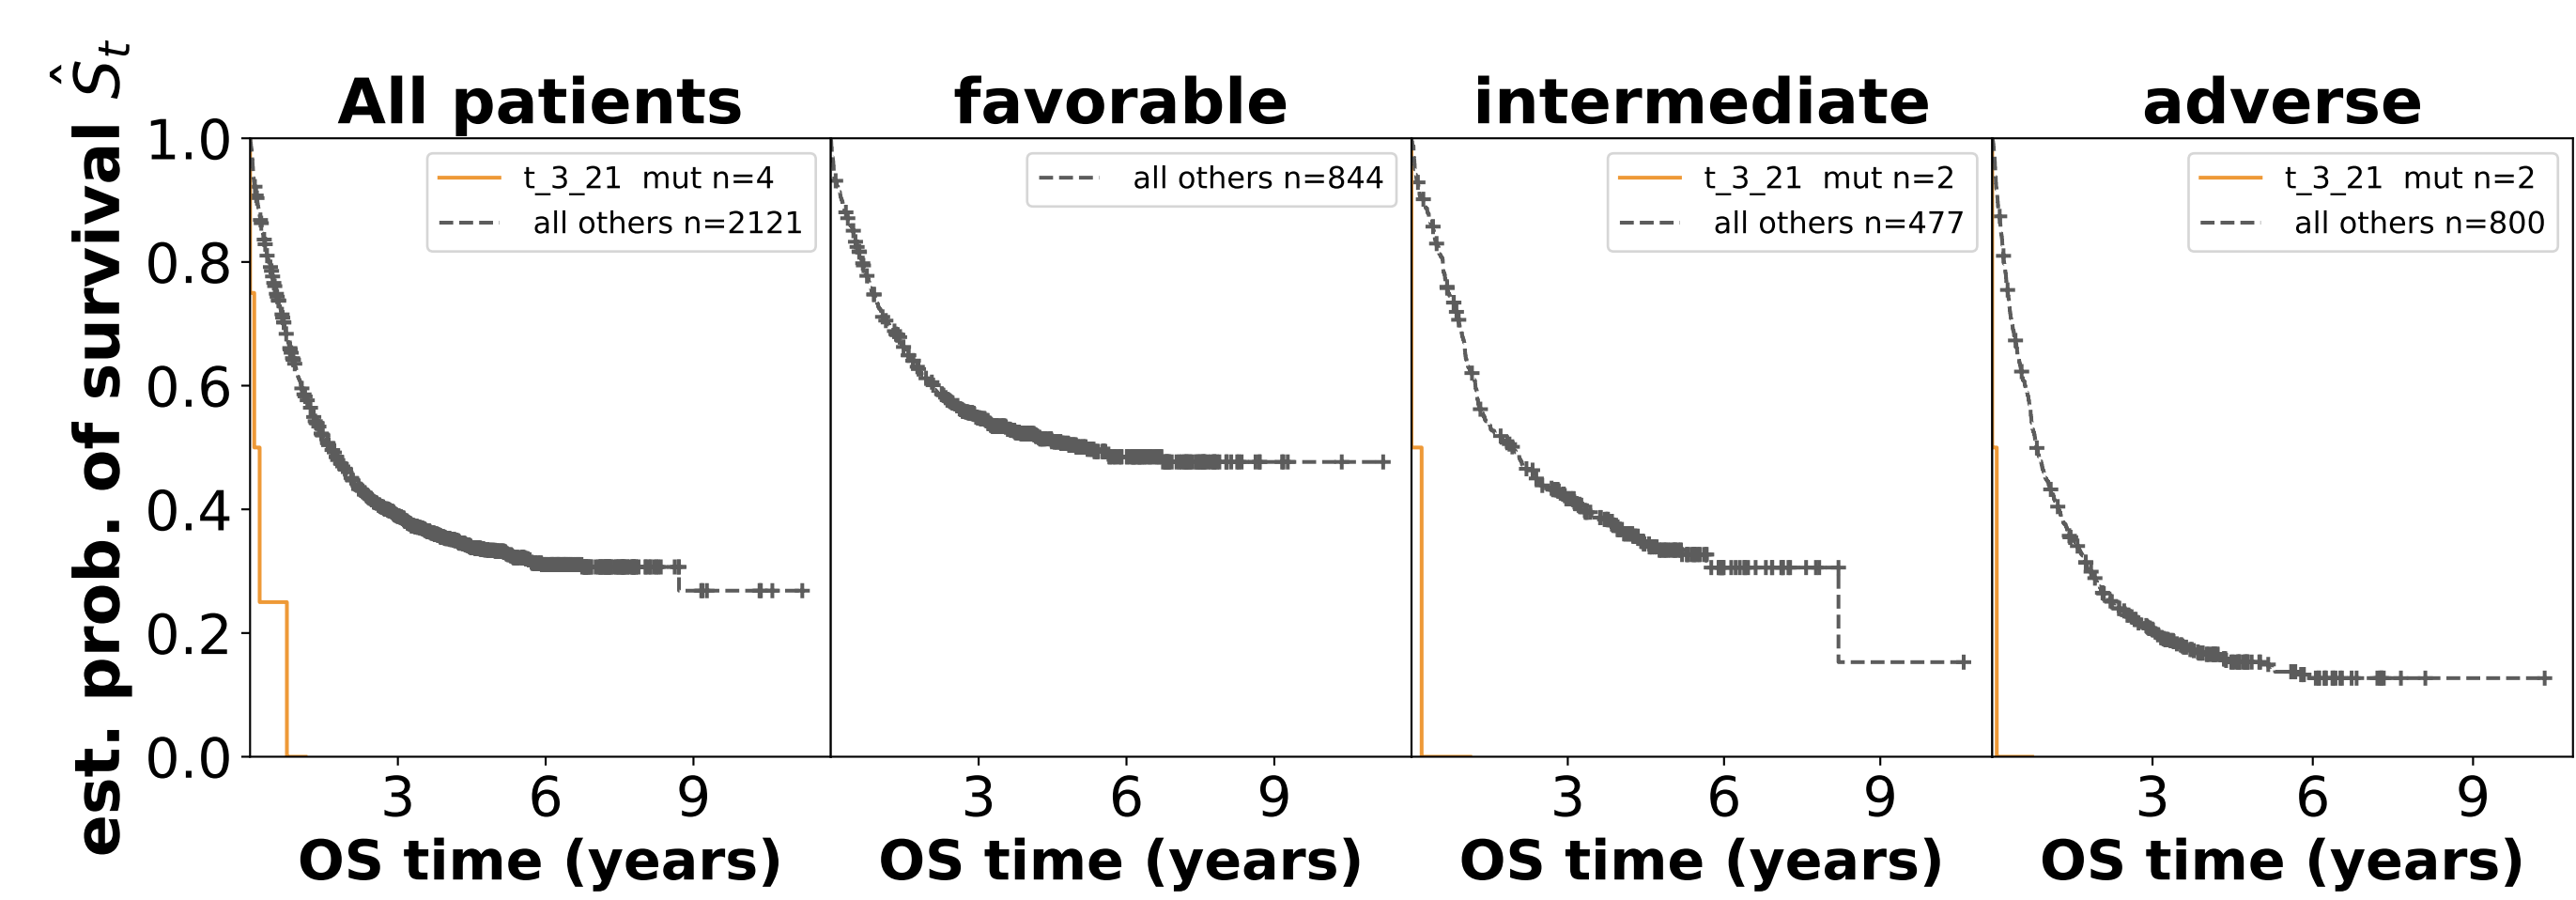 est. prob. of survival Ŝt
All patients
favorable
intermediate
adverse
1.0
0.8
0.6
0.4
0.2
0.0
t_3_21 mut n=4
all others n=2121
all others n=844
t_3_21 mut n=2
all others n=477
t_3_21 mut n=2
all others n=800
3 6 9
3 6 9
3 6 9
3 6 9
OS time (years)
OS time (years)
OS time (years)
OS time (years)